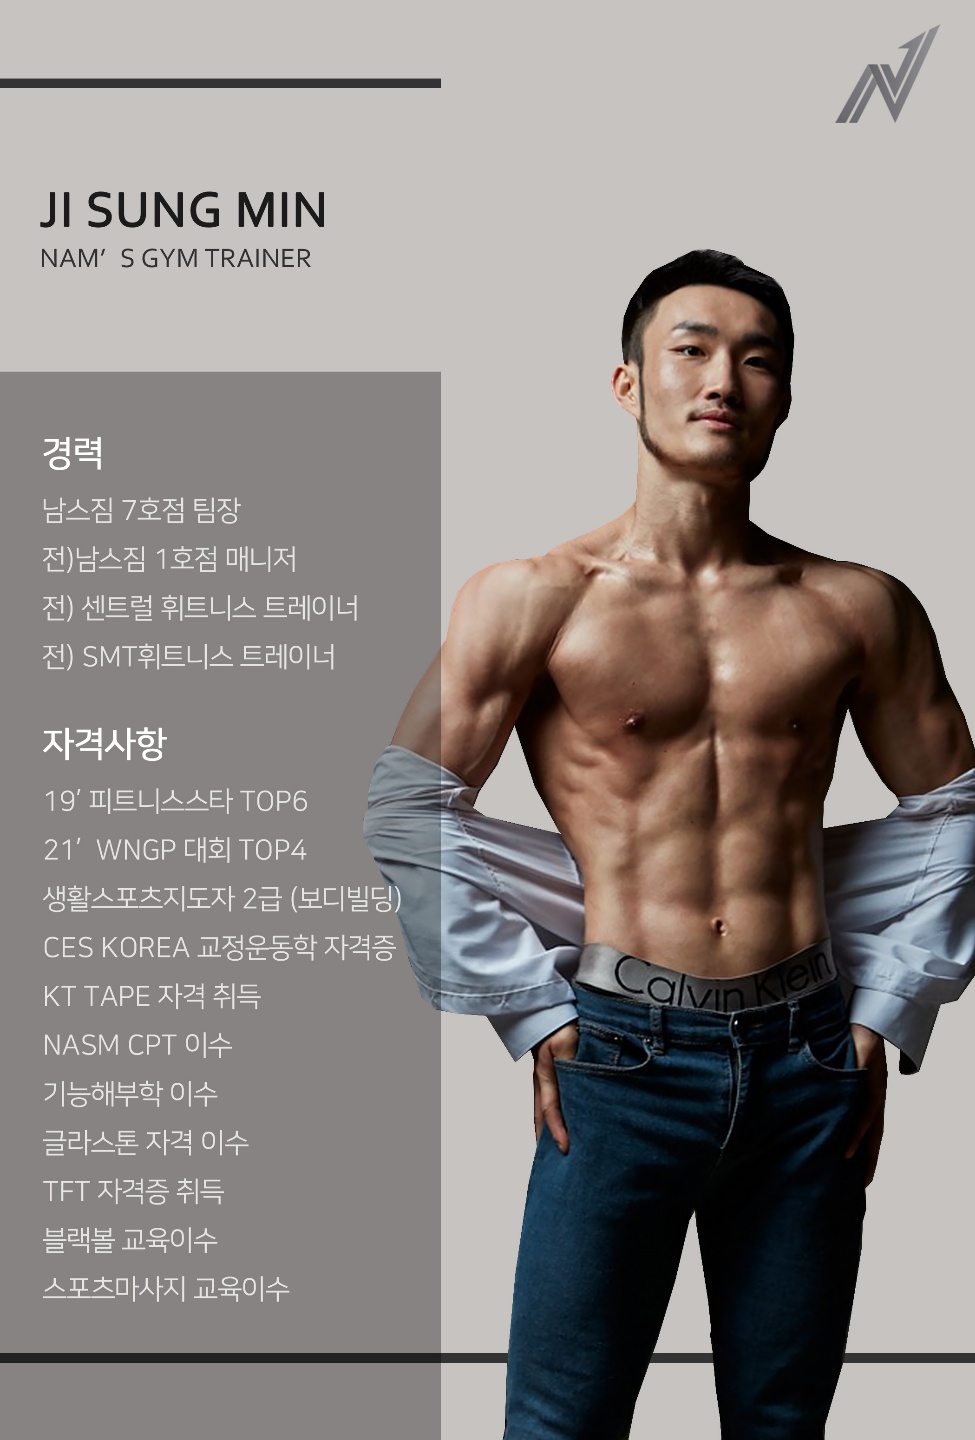 JI SUNG MIN
NAM' S GYM TRAINER
경력
남스짐 7호점 팀장
전)남스짐 1호점 매니저
전) 센트럴 휘트니스 트레이너
전) SMT휘트니스 트레이너
자격사항
19' 피트니스스타 TOP6
21' WNGP 대회 TOP4
생활스포츠지도자 2급 (보디빌딩)
CES KOREA 교정운동학 자격증
KT TAPE 자격 취득
NASM CPT 이수
기능해부학 이수
글라스톤 자격 이수
TFT 자격증 취득
블랙볼 교육이수
스포츠마사지 교육이수
Calvin Klein